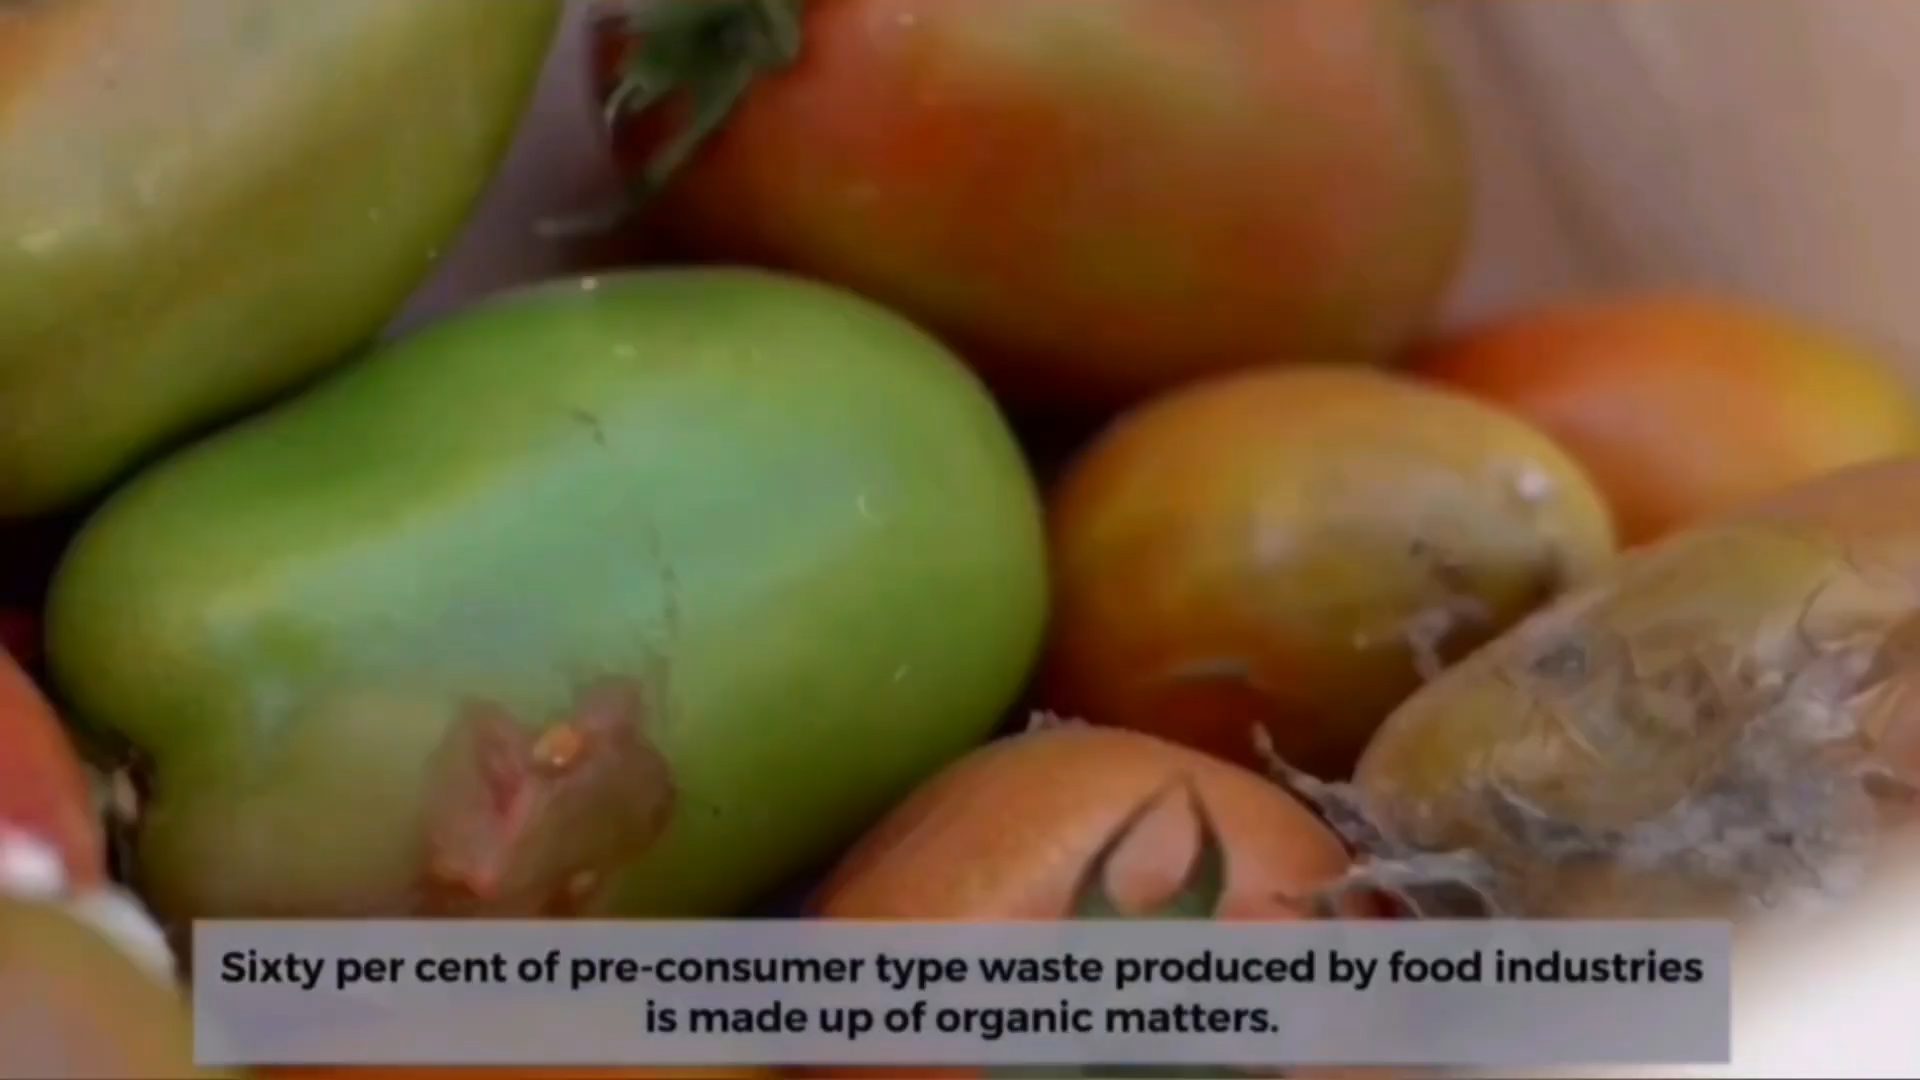 Sixty per cent of pre-consumer type waste produced by food industries
is made up of organic matters.